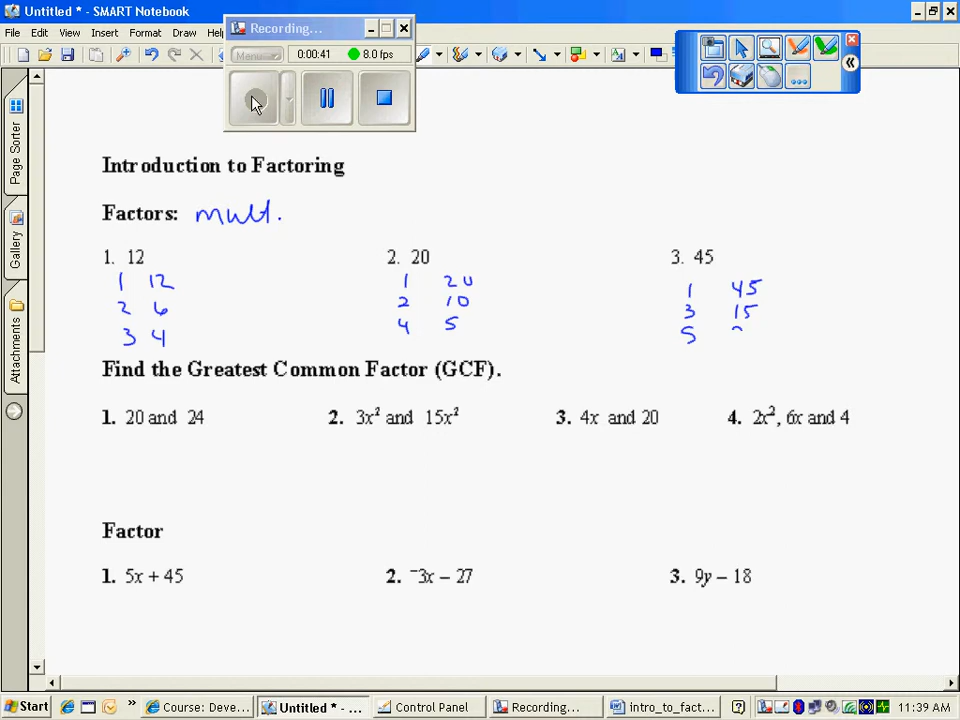 Untitled * - SMART Notebook
File Edit View Insert Format Draw Help
Recording...
Menu
0:00:41 8.0 fps
Page Sorter
Gallery
Attachments
Introduction to Factoring
Factors: mult.
1. 12 2. 20 3. 45
1 12 1 20 1 45
2 6 2 10 3 15
3 4 4 5 5
Find the Greatest Common Factor (GCF).
1. 20 and 24 2. 3x² and 15x² 3. 4x and 20 4. 2x², 6x and 4
Factor
1. 5x + 45 2. ⁻3x – 27 3. 9y – 18
Start » Course: Deve... Untitled * - ... Control Panel Recording... intro_to_fact... 11:39 AM